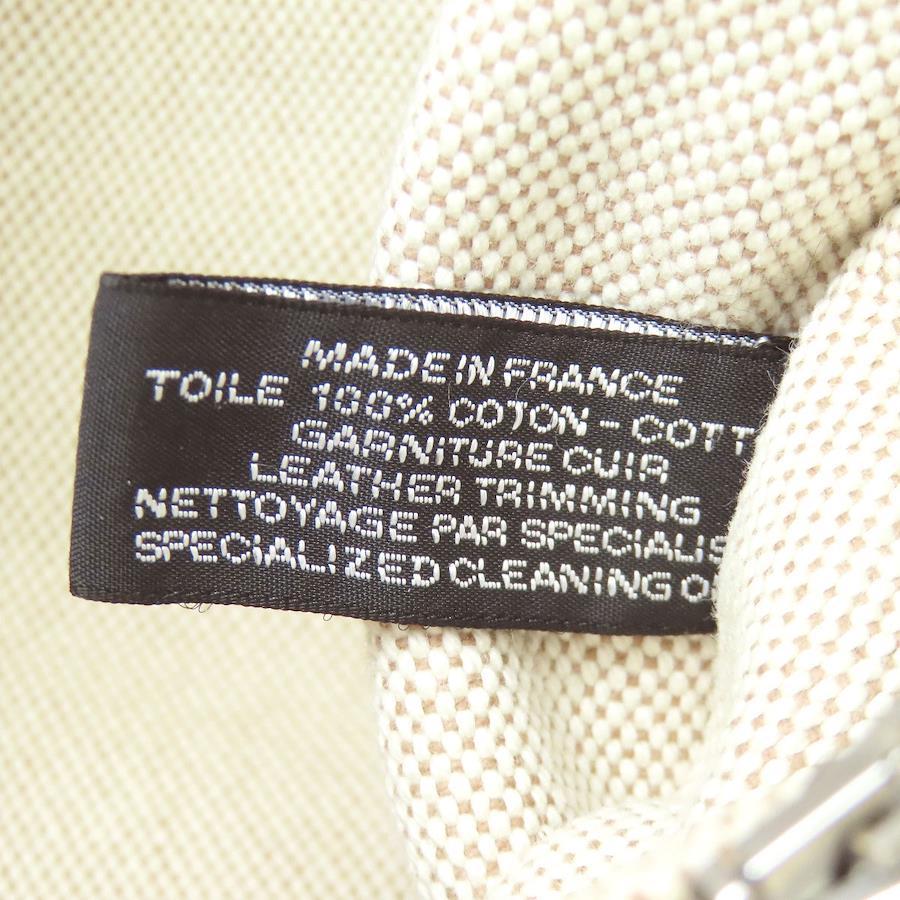 MADE IN FRANCE
TOILE 100% COTON - COTT
GARNITURE CUIR
LEATHER TRIMMING
NETTOYAGE PAR SPECIALIS
SPECIALIZED CLEANING O